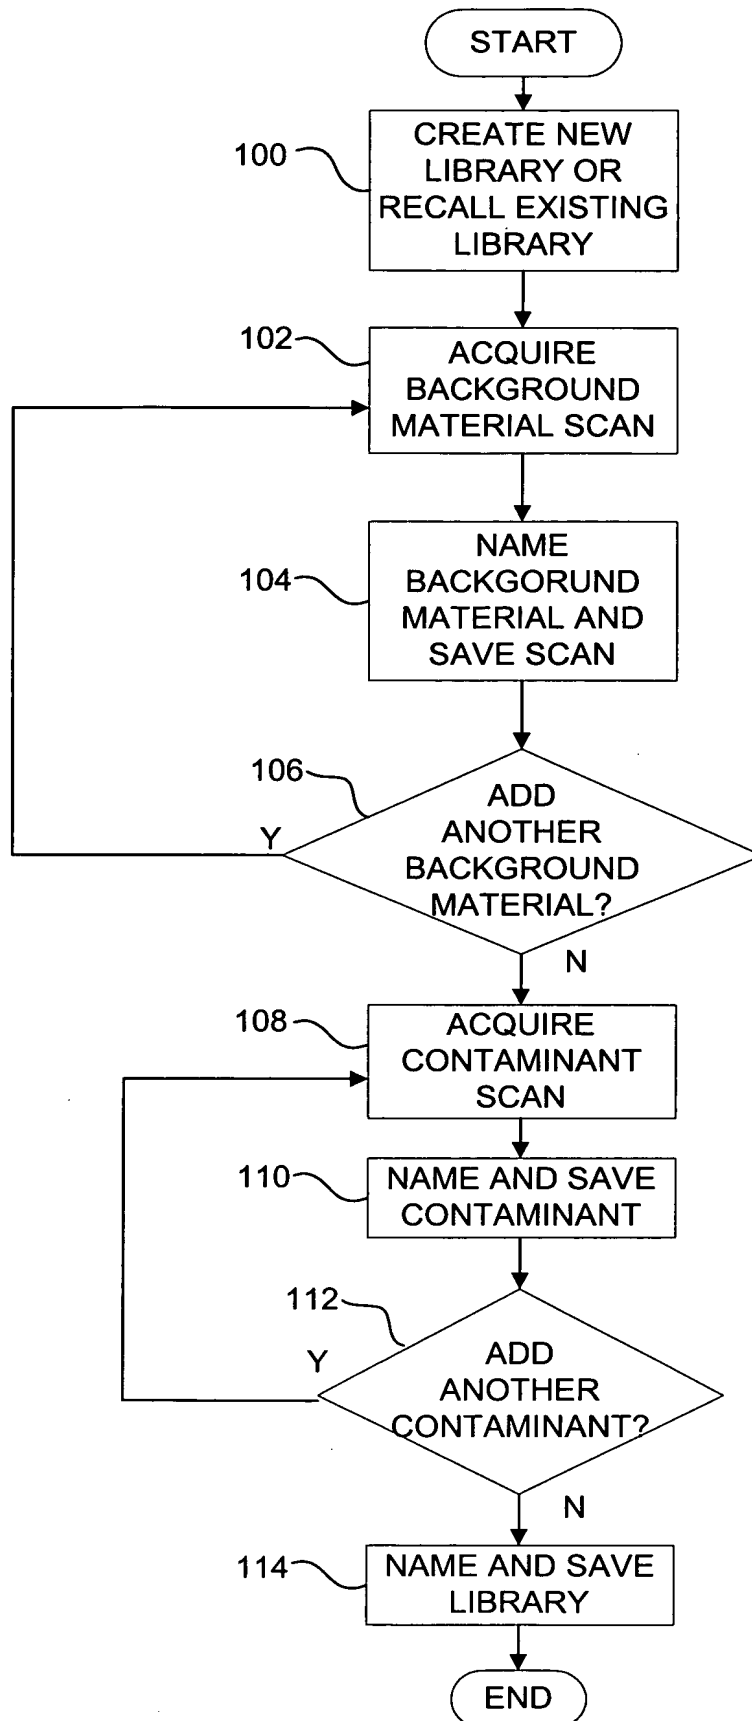 START
100
CREATE NEW
LIBRARY OR
RECALL EXISTING
LIBRARY
102
ACQUIRE
BACKGROUND
MATERIAL SCAN
104
NAME
BACKGORUND
MATERIAL AND
SAVE SCAN
106
Y
ADD
ANOTHER
BACKGROUND
MATERIAL?
N
108
ACQUIRE
CONTAMINANT
SCAN
110
NAME AND SAVE
CONTAMINANT
112
Y
ADD
ANOTHER
CONTAMINANT?
N
114
NAME AND SAVE
LIBRARY
END